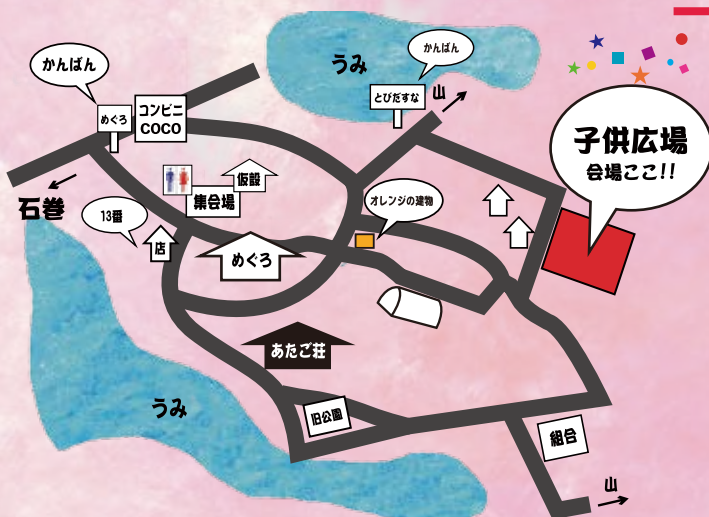 かんばん
うみ
かんばん
めぐろ
コンビニ
COCO
とびだすな
山
子供広場
会場ここ!!
石巻
13番
仮設
集会場
オレンジの建物
店
めぐろ
あたご荘
うみ
旧公園
組合
山